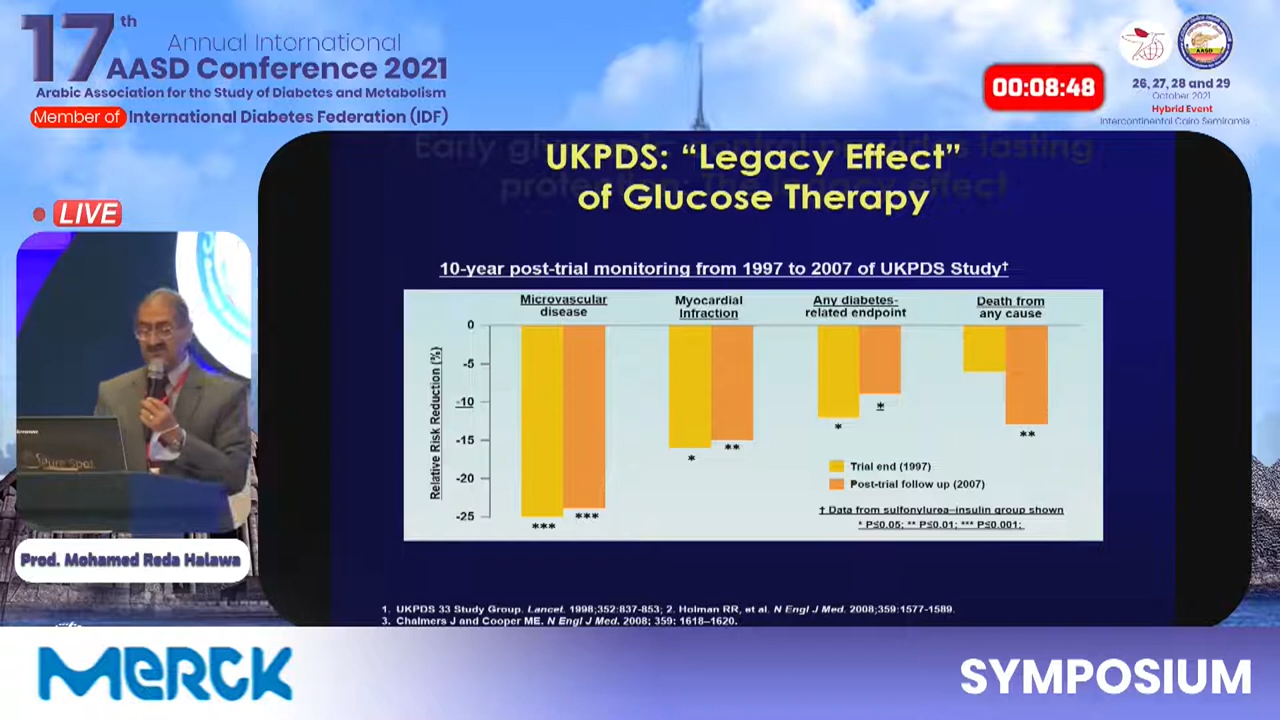 17th
Annual International
AASD Conference 2021
Arabic Association for the Study of Diabetes and Metabolism
Member of International Diabetes Federation (IDF)
00:08:48
AASD
26, 27, 28 and 29
October 2021
Hybrid Event
Intercontinental Cairo Semiramis
LIVE
Prod. Mohamed Reda Halawa
UKPDS: “Legacy Effect”
of Glucose Therapy
10-year post-trial monitoring from 1997 to 2007 of UKPDS Study†
Microvascular
disease
Myocardial
Infraction
Any diabetes-
related endpoint
Death from
any cause
Relative Risk Reduction (%)
0
-5
-10
-15
-20
-25
***
***
*
**
*
*
**
Trial end (1997)
Post-trial follow up (2007)
† Data from sulfonylurea–insulin group shown
* P≤0.05; ** P≤0.01; *** P≤0.001;
1. UKPDS 33 Study Group. Lancet. 1998;352:837-853; 2. Holman RR, et al. N Engl J Med. 2008;359:1577-1589.
3. Chalmers J and Cooper ME. N Engl J Med. 2008; 359: 1618–1620.
MERCK
SYMPOSIUM